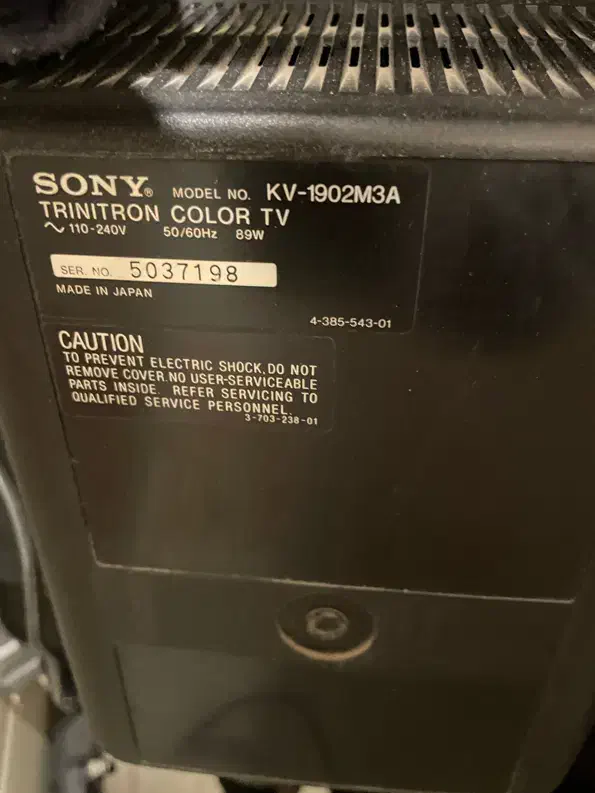 SONY® MODEL NO. KV-1902M3A
TRINITRON COLOR TV
~ 110-240V 50/60Hz 89W
SER. NO. 5037198
MADE IN JAPAN
4-385-543-01
CAUTION
TO PREVENT ELECTRIC SHOCK,DO NOT
REMOVE COVER.NO USER-SERVICEABLE
PARTS INSIDE. REFER SERVICING TO
QUALIFIED SERVICE PERSONNEL.
3-703-238-01